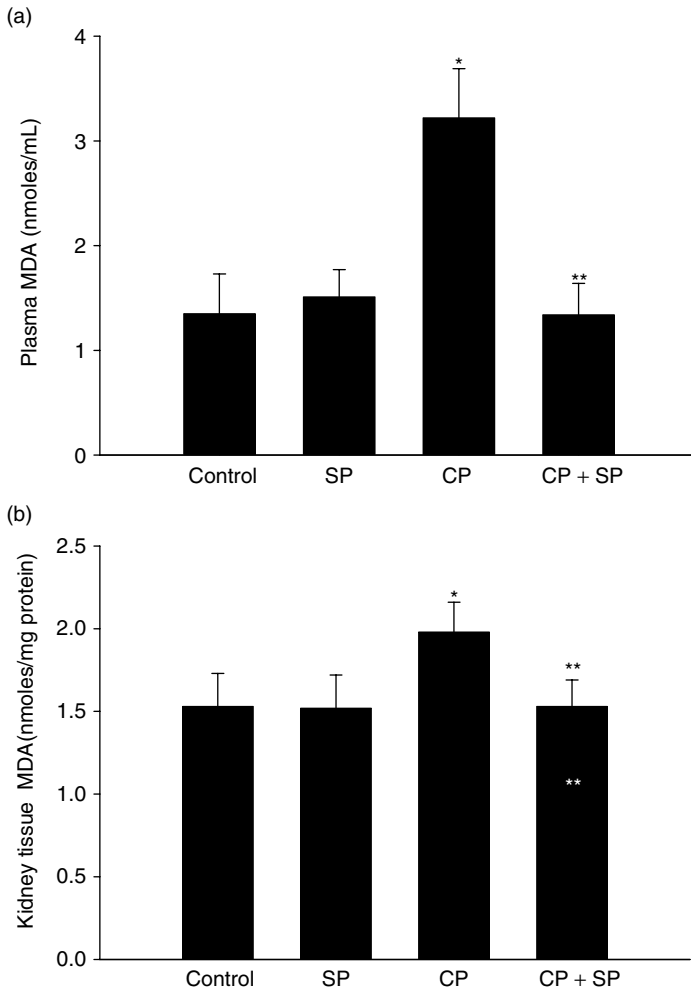 (a)
Plasma MDA (nmoles/mL)
4
3
2
1
0
*
**
Control SP CP CP + SP
(b)
Kidney tissue MDA(nmoles/mg protein)
2.5
2.0
1.5
1.0
0.5
0.0
*
**
**
Control SP CP CP + SP